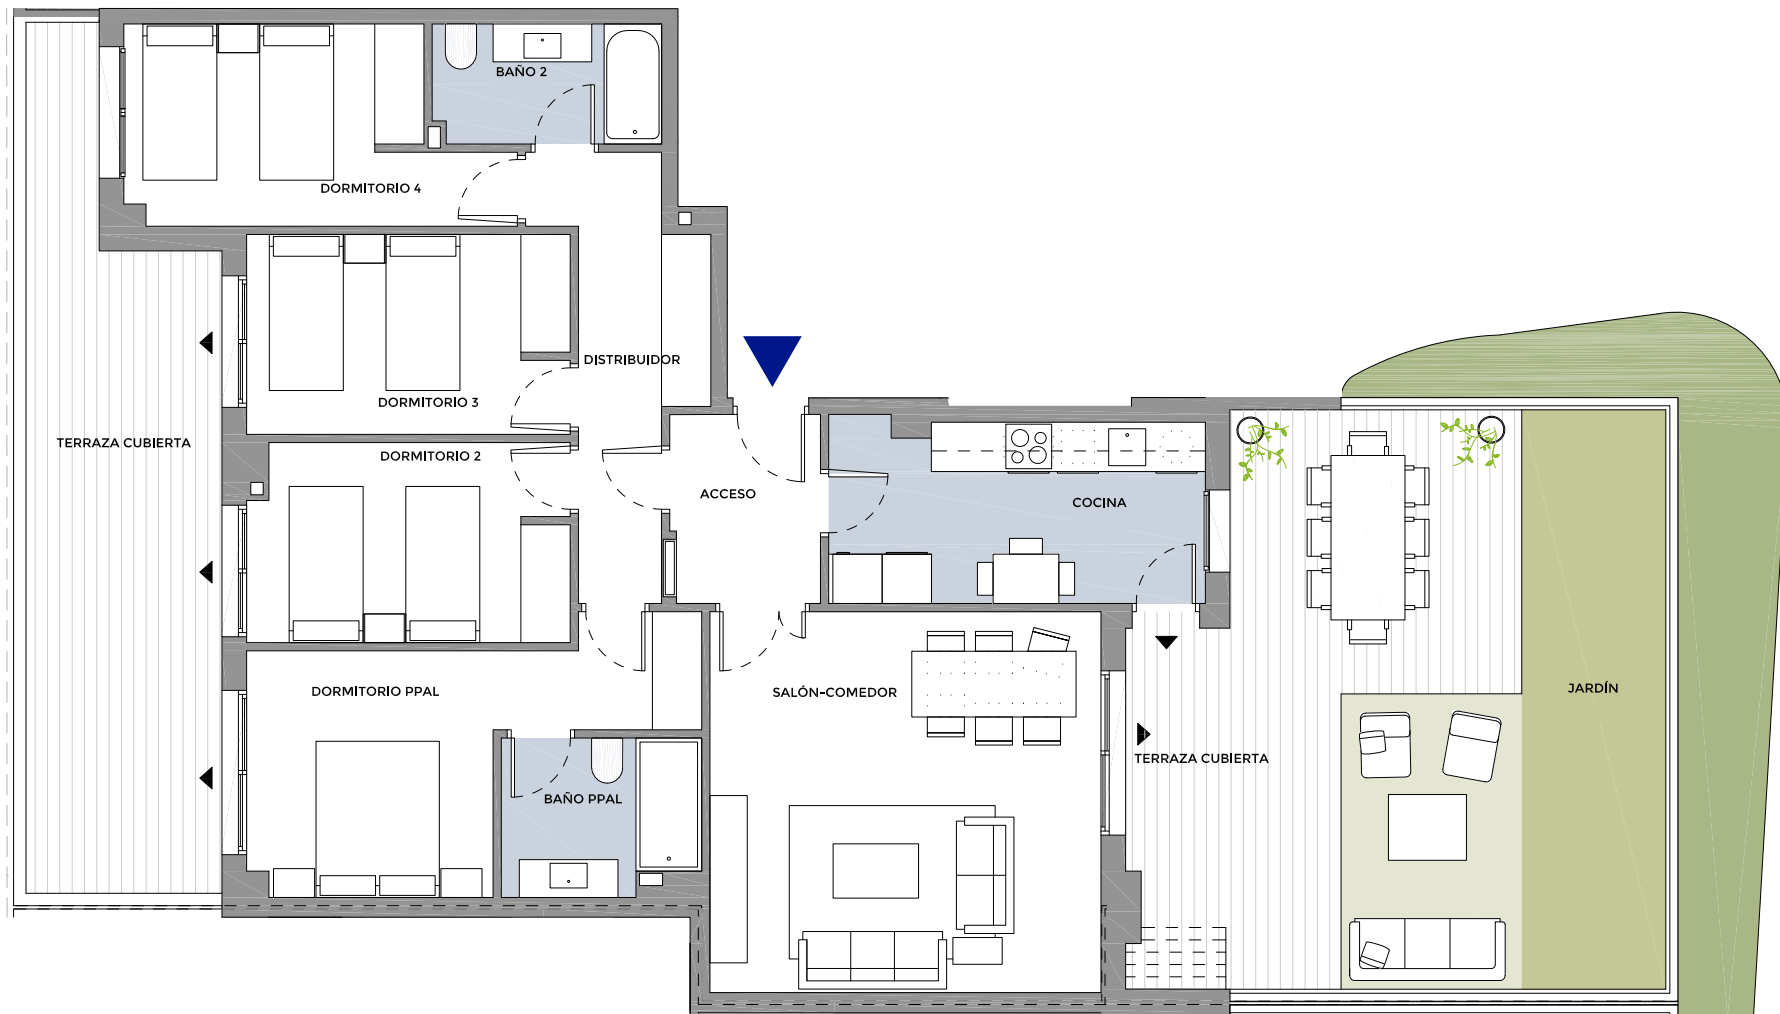 BAÑO 2
DORMITORIO 4
DISTRIBUIDOR
DORMITORIO 3
TERRAZA CUBIERTA
DORMITORIO 2
ACCESO
COCINA
DORMITORIO PPAL
SALÓN-COMEDOR
JARDÍN
TERRAZA CUBIERTA
BAÑO PPAL